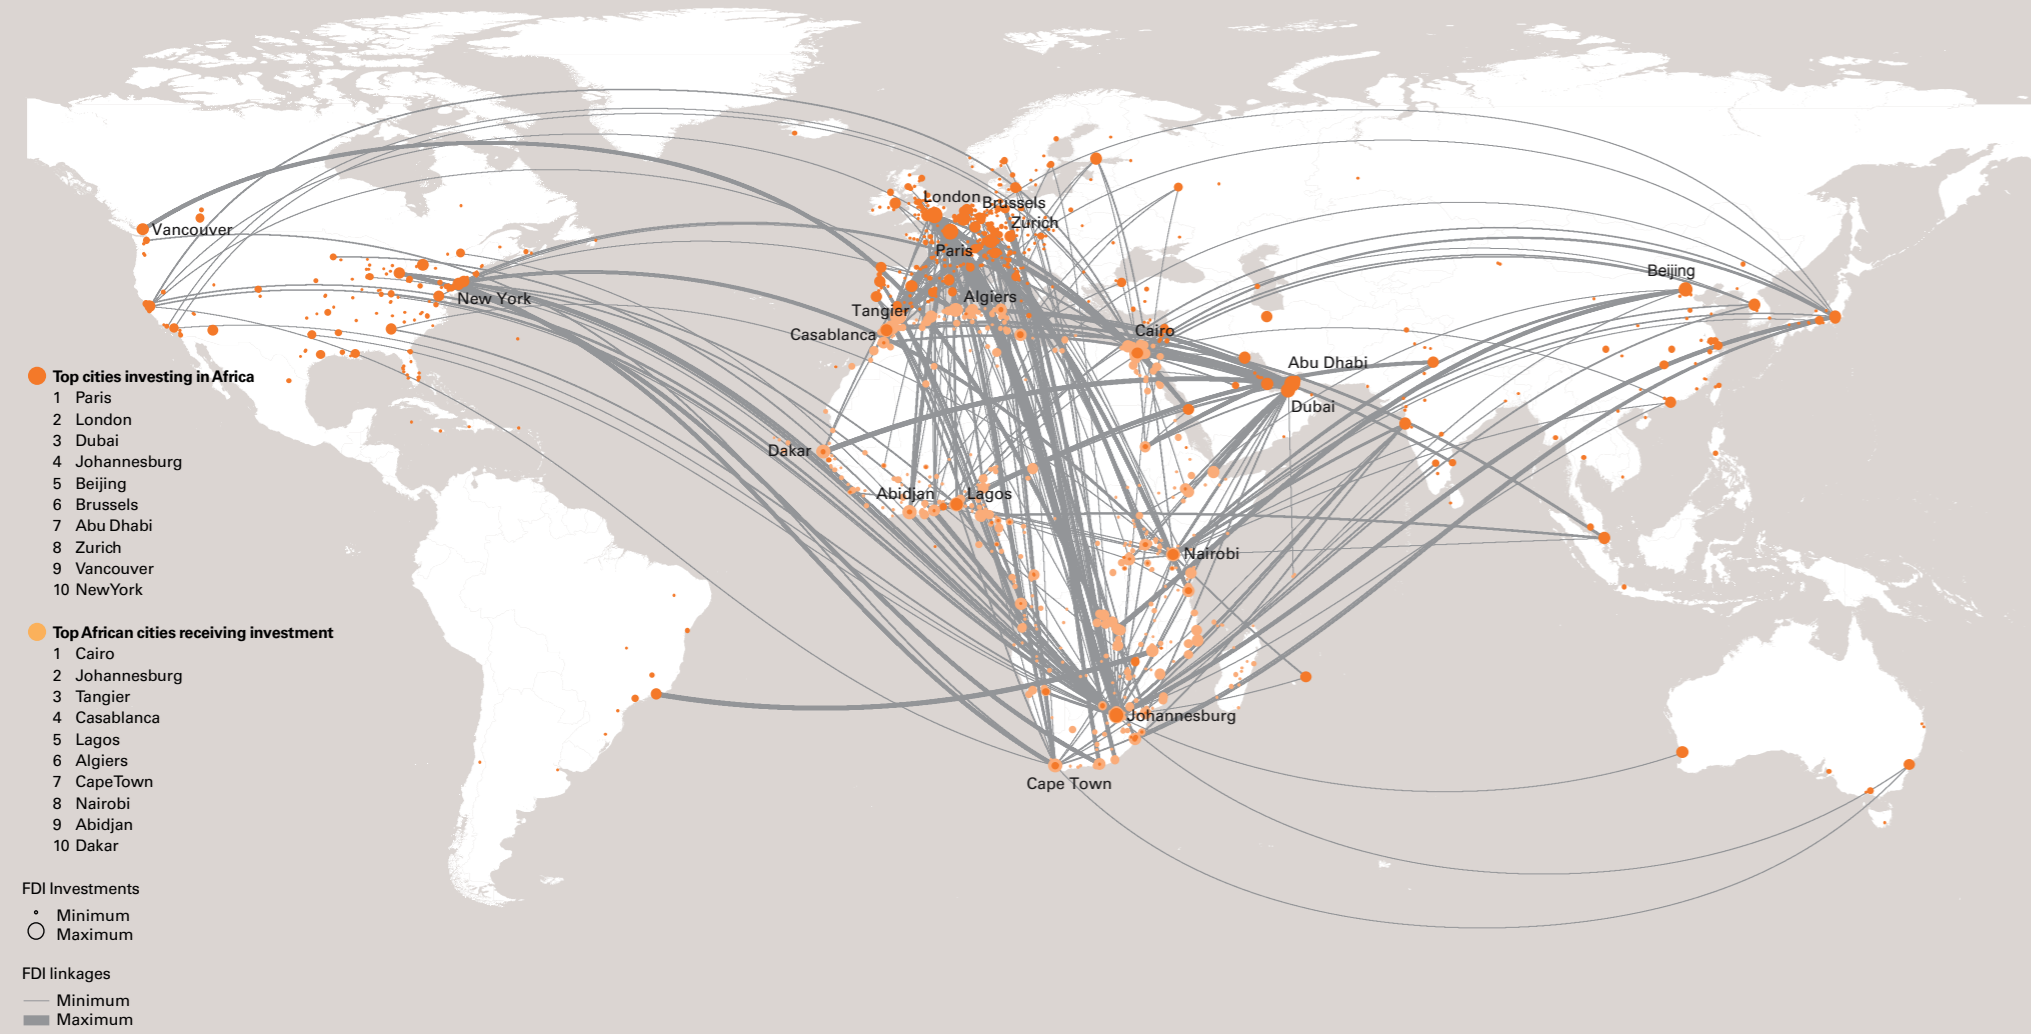 London
Brussels
Zurich
Vancouver
Paris
Beijing
New York
Algiers
Tangier
Casablanca
Cairo
Abu Dhabi
Dubai
Top cities investing in Africa
1 Paris
2 London
3 Dubai
4 Johannesburg
5 Beijing
6 Brussels
7 Abu Dhabi
8 Zurich
9 Vancouver
10 NewYork
Dakar
Abidjan
Lagos
Nairobi
Top African cities receiving investment
1 Cairo
2 Johannesburg
3 Tangier
4 Casablanca
5 Lagos
6 Algiers
7 CapeTown
8 Nairobi
9 Abidjan
10 Dakar
Johannesburg
Cape Town
FDI Investments
Minimum
Maximum
FDI linkages
Minimum
Maximum